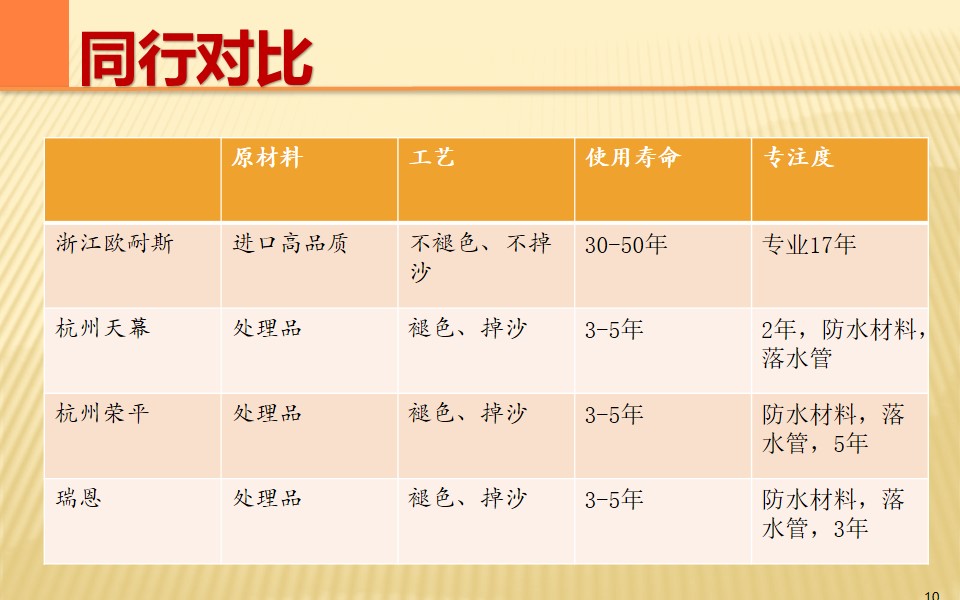 同行对比
原材料 工艺 使用寿命 专注度
浙江欧耐斯 进口高品质 不褪色、不掉 30-50年 专业17年
沙
杭州天幕 处理品 褪色、掉沙 3-5年 2年，防水材料，
落水管
杭州荣平 处理品 褪色、掉沙 3-5年 防水材料，落
水管，5年
瑞恩 处理品 褪色、掉沙 3-5年 防水材料，落
水管，3年
10